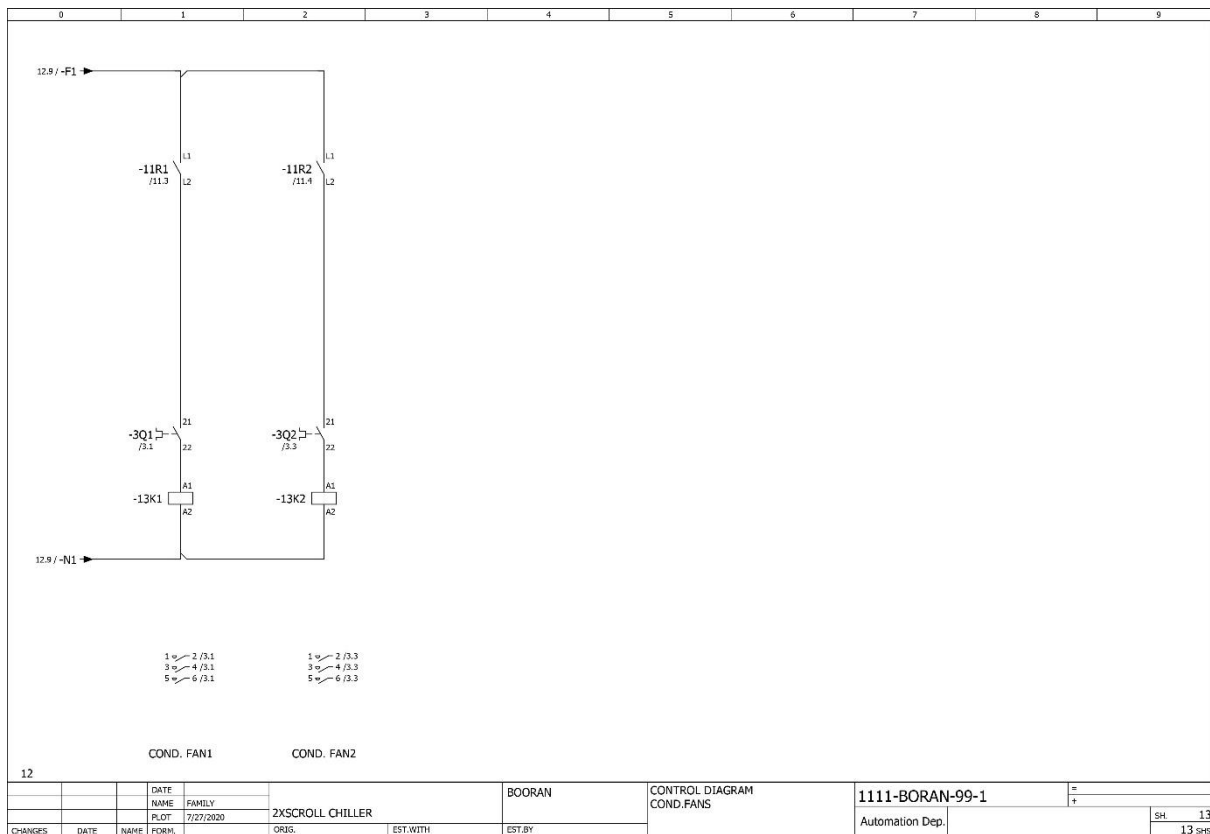 0 1 2 3 4 5 6 7 8 9
12.9 / -F1
L1 L1
-11R1 -11R2
/11.3 L2 /11.4 L2
21 21
-3Q1 -3Q2
/3.1 22 /3.3 22
A1 A1
-13K1 -13K2
A2 A2
12.9 / -N1
1 2 /3.1 1 2 /3.3
3 4 /3.1 3 4 /3.3
5 6 /3.1 5 6 /3.3
COND. FAN1 COND. FAN2
12
DATE BOORAN CONTROL DIAGRAM 1111-BORAN-99-1 =
NAME FAMILY COND.FANS +
PLOT 7/27/2020 2XSCROLL CHILLER Automation Dep. SH. 13
CHANGES DATE NAME FORM. ORIG. EST.WITH EST.BY 13 SHS